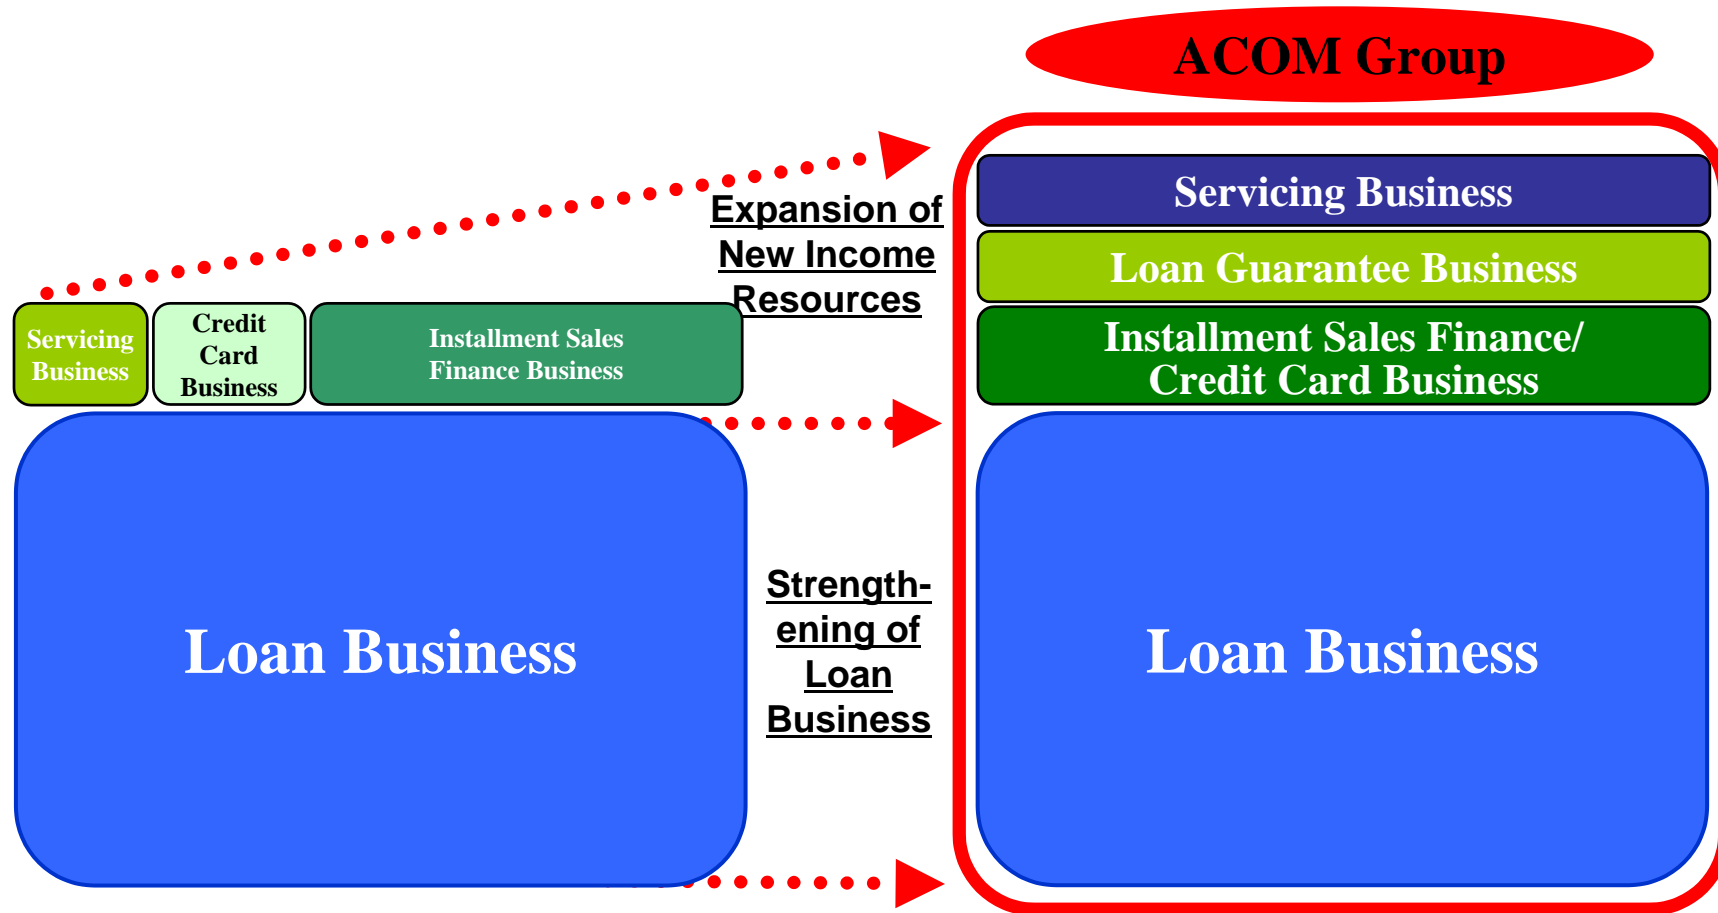 ACOM Group
Expansion of
New Income
Resources
Servicing
Business
Credit
Card
Business
Installment Sales
Finance Business
Loan Business
Strength-
ening of
Loan
Business
Servicing Business
Loan Guarantee Business
Installment Sales Finance/
Credit Card Business
Loan Business